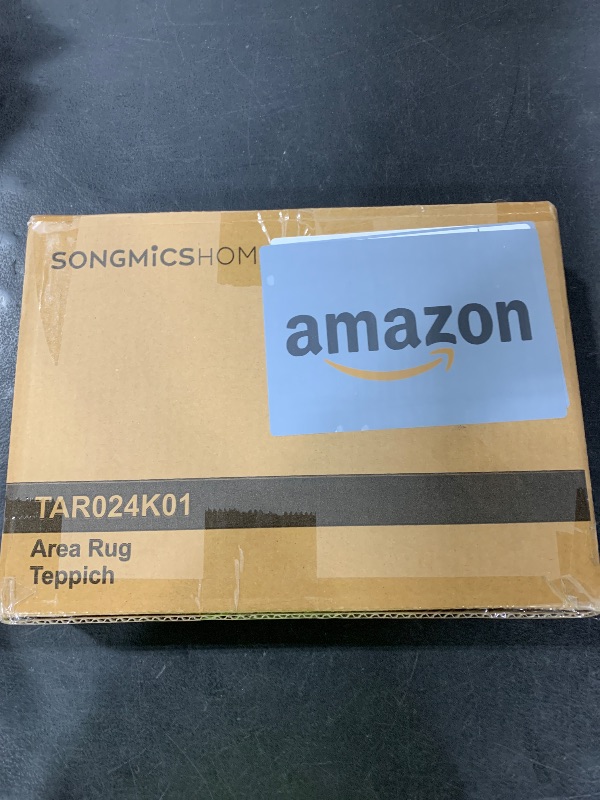 SONGMiCSHOM
amazon
TAR024K01
Area Rug
Teppich